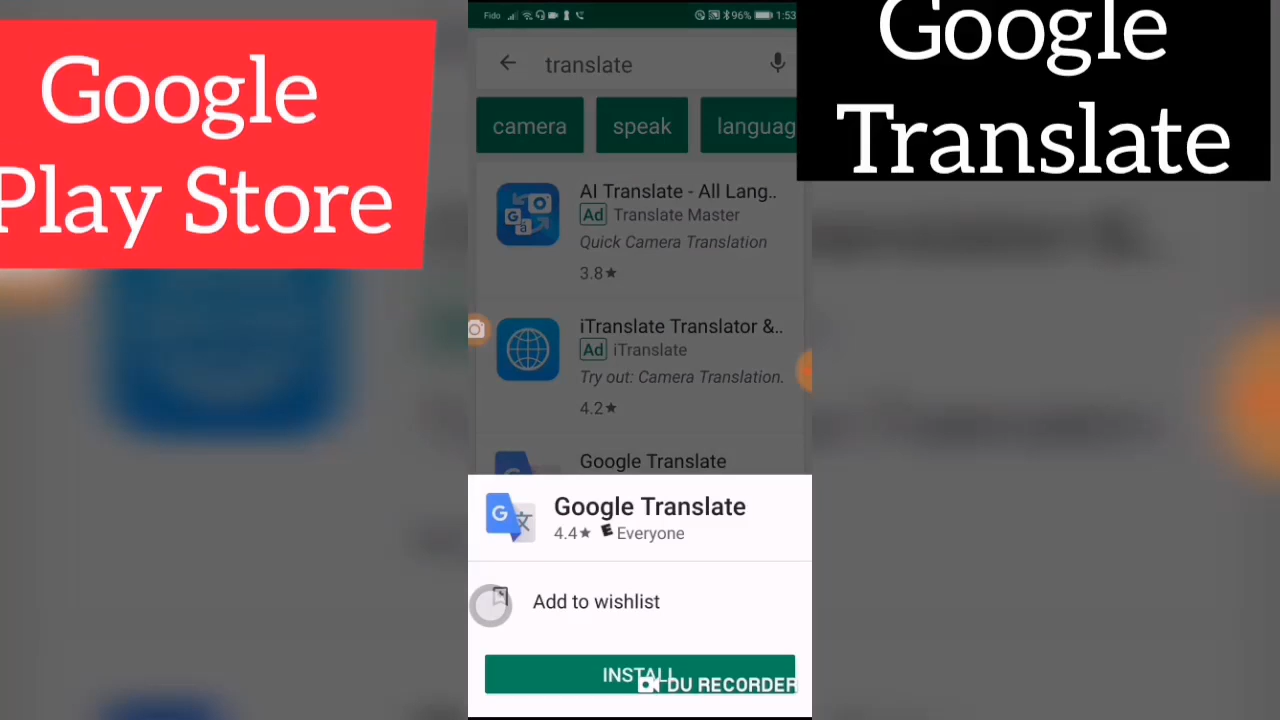 Google
Play Store
Google
Translate
Fido 96% 1:53
translate
camera speak languag
AI Translate - All Lang..
Ad Translate Master
Quick Camera Translation
3.8★
iTranslate Translator &..
Ad iTranslate
Try out: Camera Translation.
4.2★
Google Translate
Google Translate
4.4★ E Everyone
Add to wishlist
INSTALL
DU RECORDER